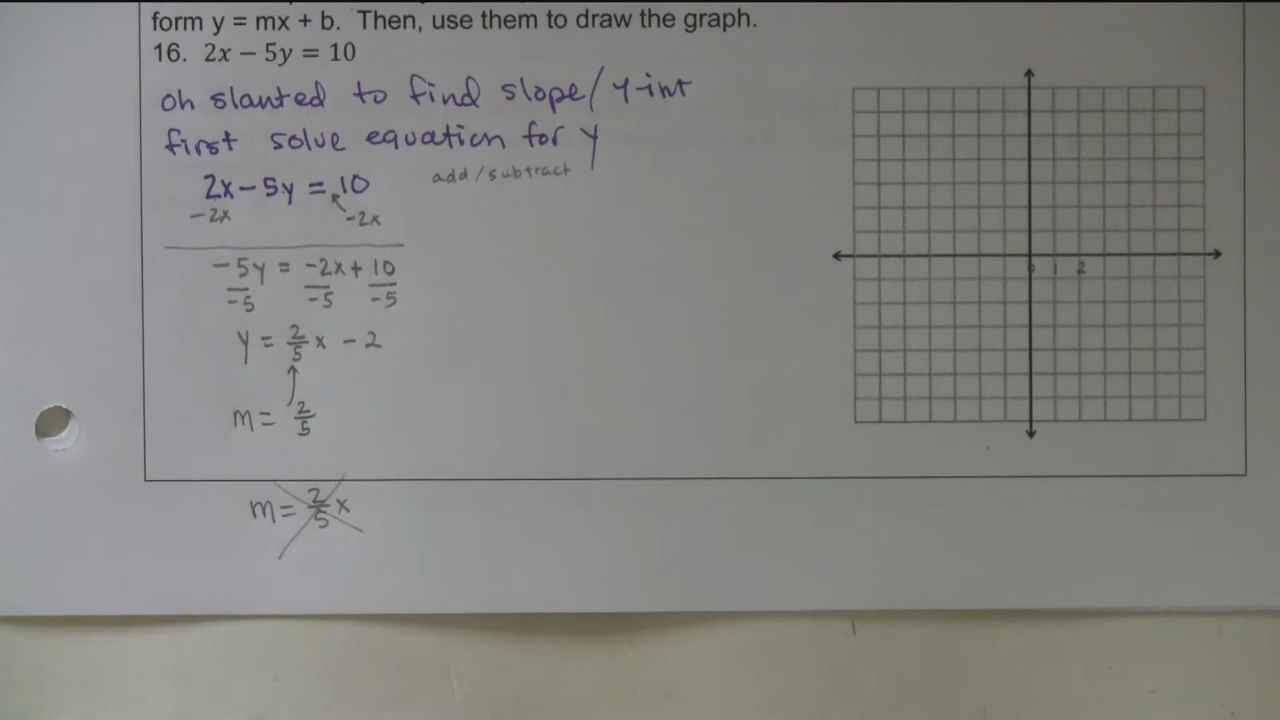 form y = mx + b. Then, use them to draw the graph.
16. 2x − 5y = 10
oh slanted to find slope/y-int
first solve equation for y
2x − 5y = 10
add/subtract
−2x −2x
−5y = −2x + 10
−5 −5 −5
y = 2/5 x − 2
m = 2/5
m = 2/5 x
0 1 2